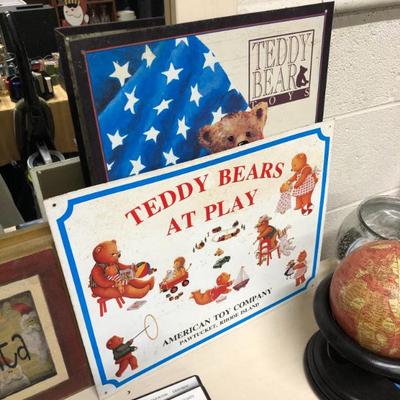 TEDDY
BEAR
TOYS
TEDDY BEARS
AT PLAY
AMERICAN TOY COMPANY
PAWTUCKET, RHODE ISLAND